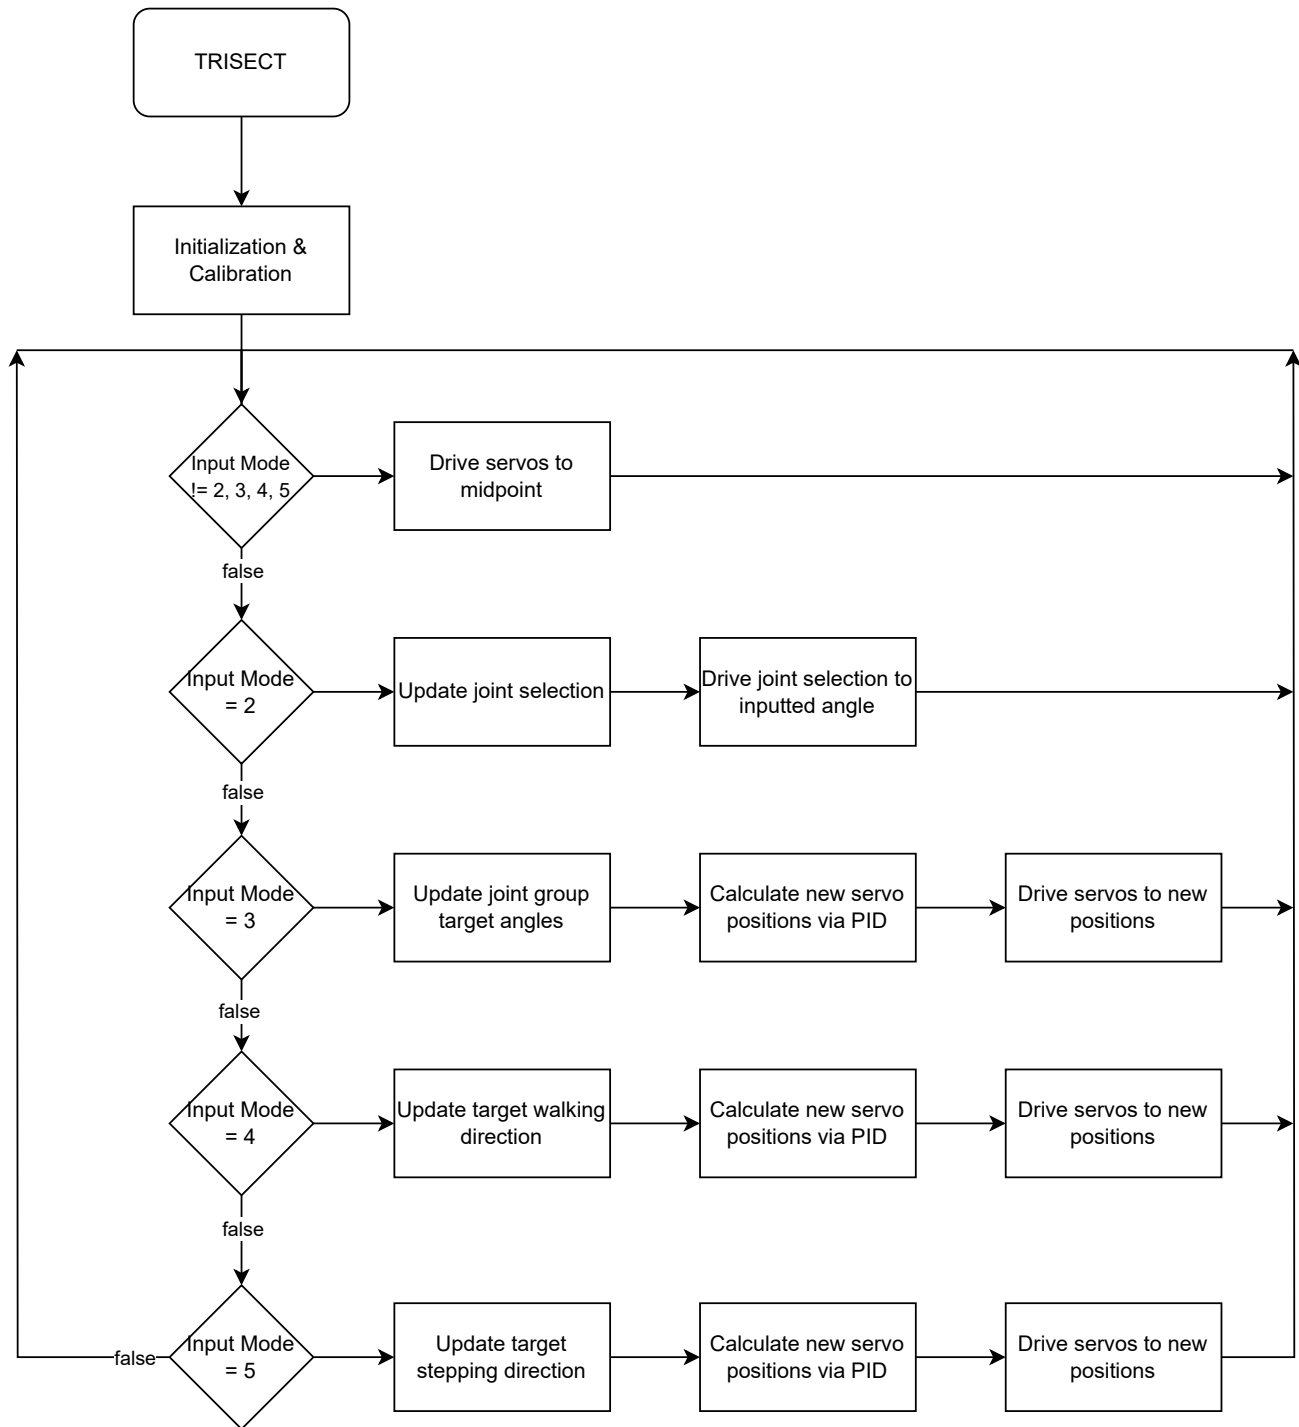 TRISECT
Initialization &
Calibration
Input Mode
!= 2, 3, 4, 5
Drive servos to
midpoint
false
Input Mode
= 2
Update joint selection
Drive joint selection to
inputted angle
false
Input Mode
= 3
Update joint group
target angles
Calculate new servo
positions via PID
Drive servos to new
positions
false
Input Mode
= 4
Update target walking
direction
Calculate new servo
positions via PID
Drive servos to new
positions
false
false
Input Mode
= 5
Update target
stepping direction
Calculate new servo
positions via PID
Drive servos to new
positions